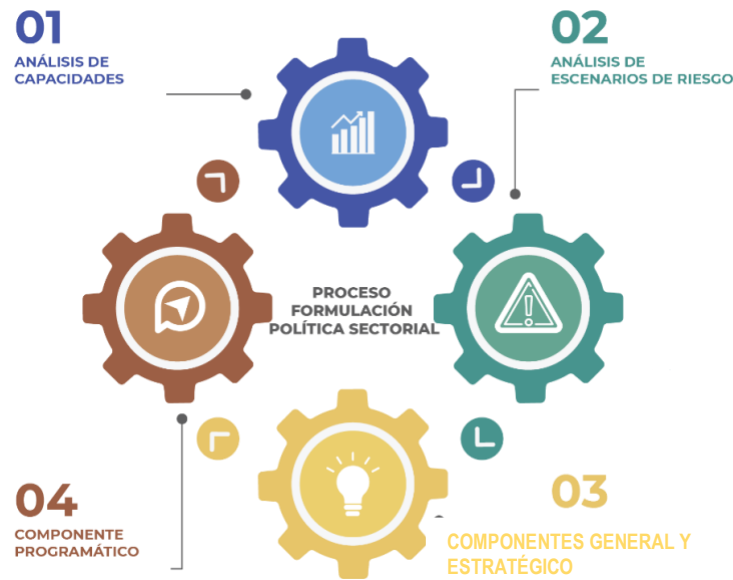 01
ANÁLISIS DE
CAPACIDADES
02
ANÁLISIS DE
ESCENARIOS DE RIESGO
PROCESO
FORMULACIÓN
POLÍTICA SECTORIAL
03
COMPONENTES GENERAL Y
ESTRATÉGICO
04
COMPONENTE
PROGRAMÁTICO